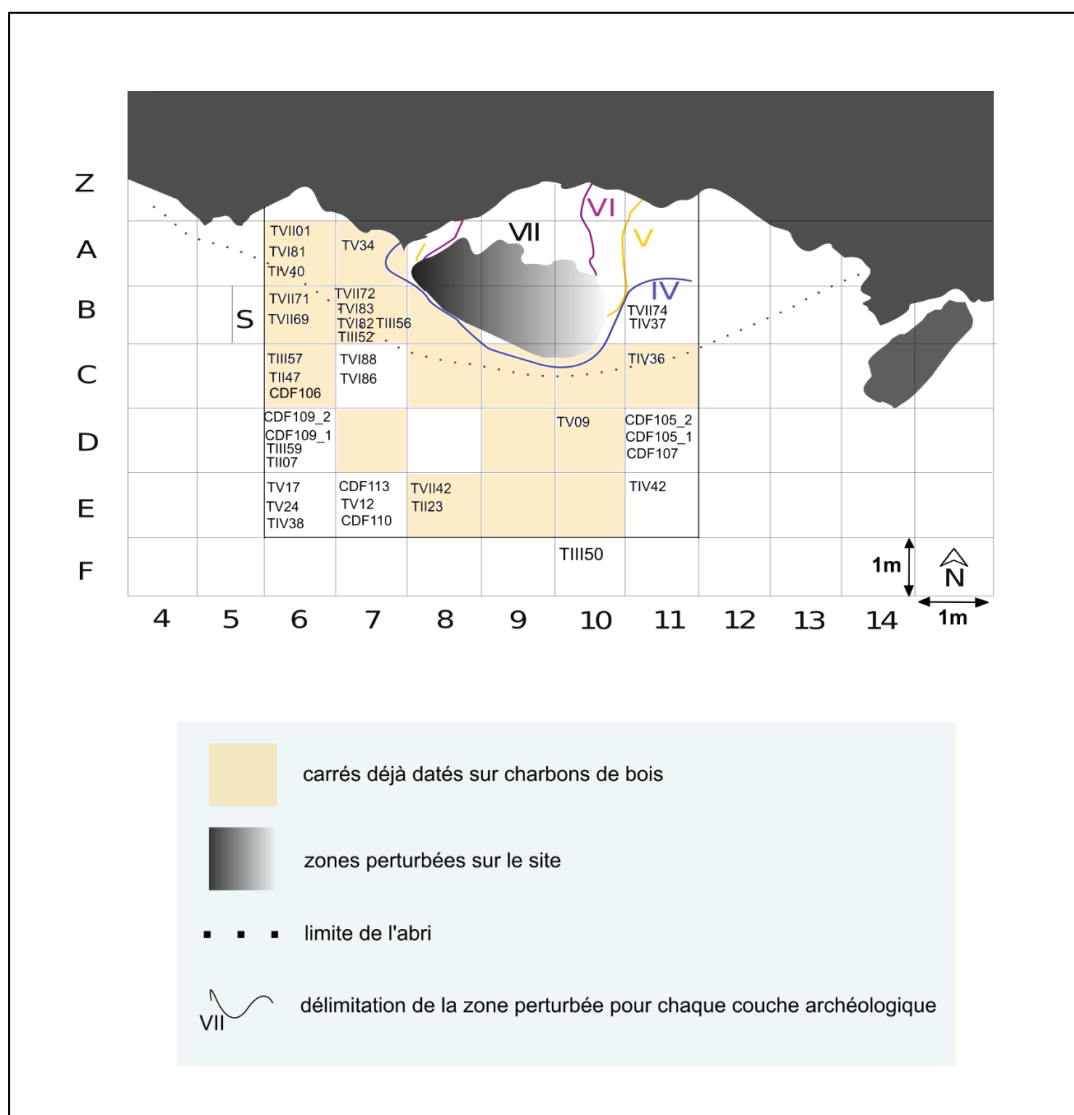 Z
VI
VII
V
A
TVII01
TV34
TVI81
TIV40
IV
B
S
TVII71
TVII69
TVII72
TVI83
TVI82 TIII56
TIII52
TVII74
TIV37
C
TIII57
TII47
CDF106
TVI88
TVI86
TIV36
D
CDF109_2
CDF109_1
TIII59
TII07
TV09
CDF105_2
CDF105_1
CDF107
E
TV17
TV24
TIV38
CDF113
TV12
CDF110
TVII42
TII23
TIV42
F
TIII50
1m
N
4 5 6 7 8 9 10 11 12 13 14 1m
carrés déjà datés sur charbons de bois
zones perturbées sur le site
limite de l'abri
délimitation de la zone perturbée pour chaque couche archéologique
VII